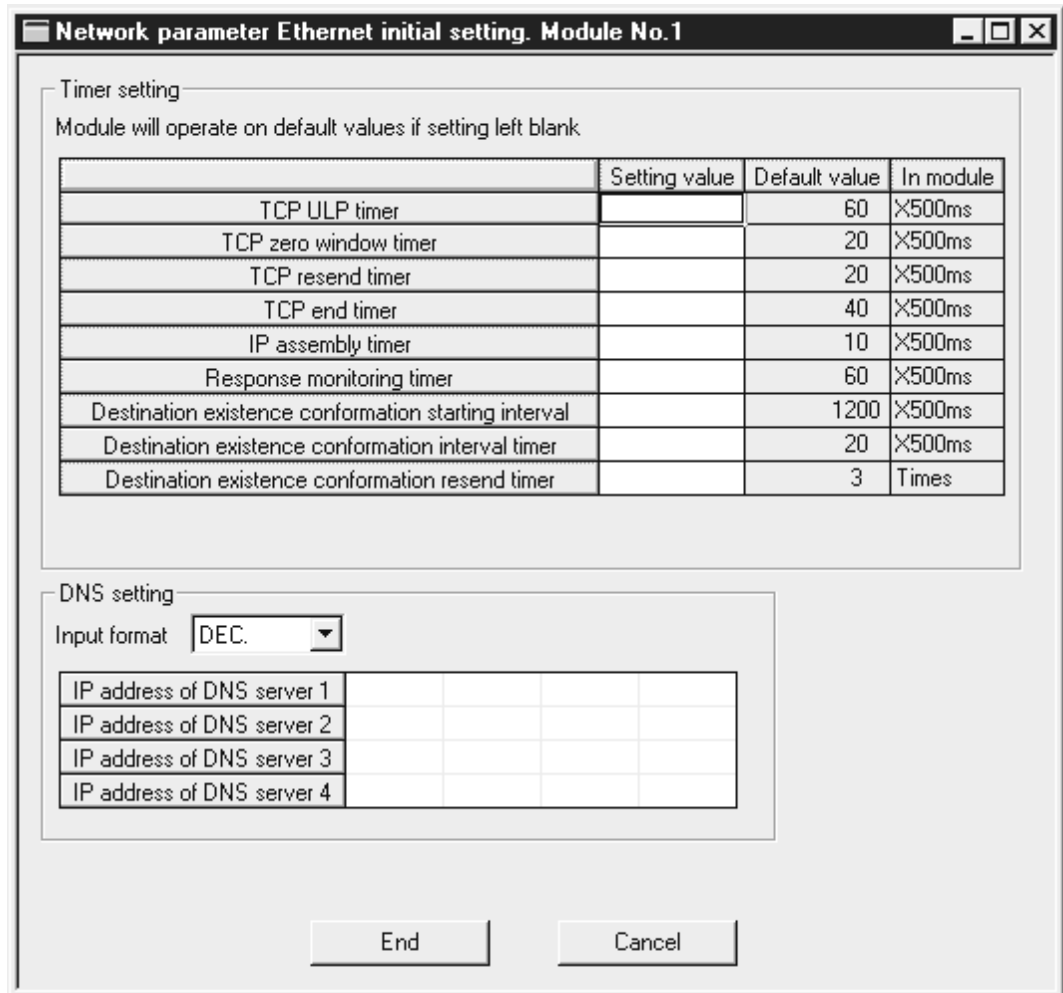 Network parameter Ethernet initial setting. Module No.1
Timer setting
Module will operate on default values if setting left blank
Setting value Default value In module
TCP ULP timer 60 X500ms
TCP zero window timer 20 X500ms
TCP resend timer 20 X500ms
TCP end timer 40 X500ms
IP assembly timer 10 X500ms
Response monitoring timer 60 X500ms
Destination existence conformation starting interval 1200 X500ms
Destination existence conformation interval timer 20 X500ms
Destination existence conformation resend timer 3 Times
DNS setting
Input format DEC.
IP address of DNS server 1
IP address of DNS server 2
IP address of DNS server 3
IP address of DNS server 4
End Cancel